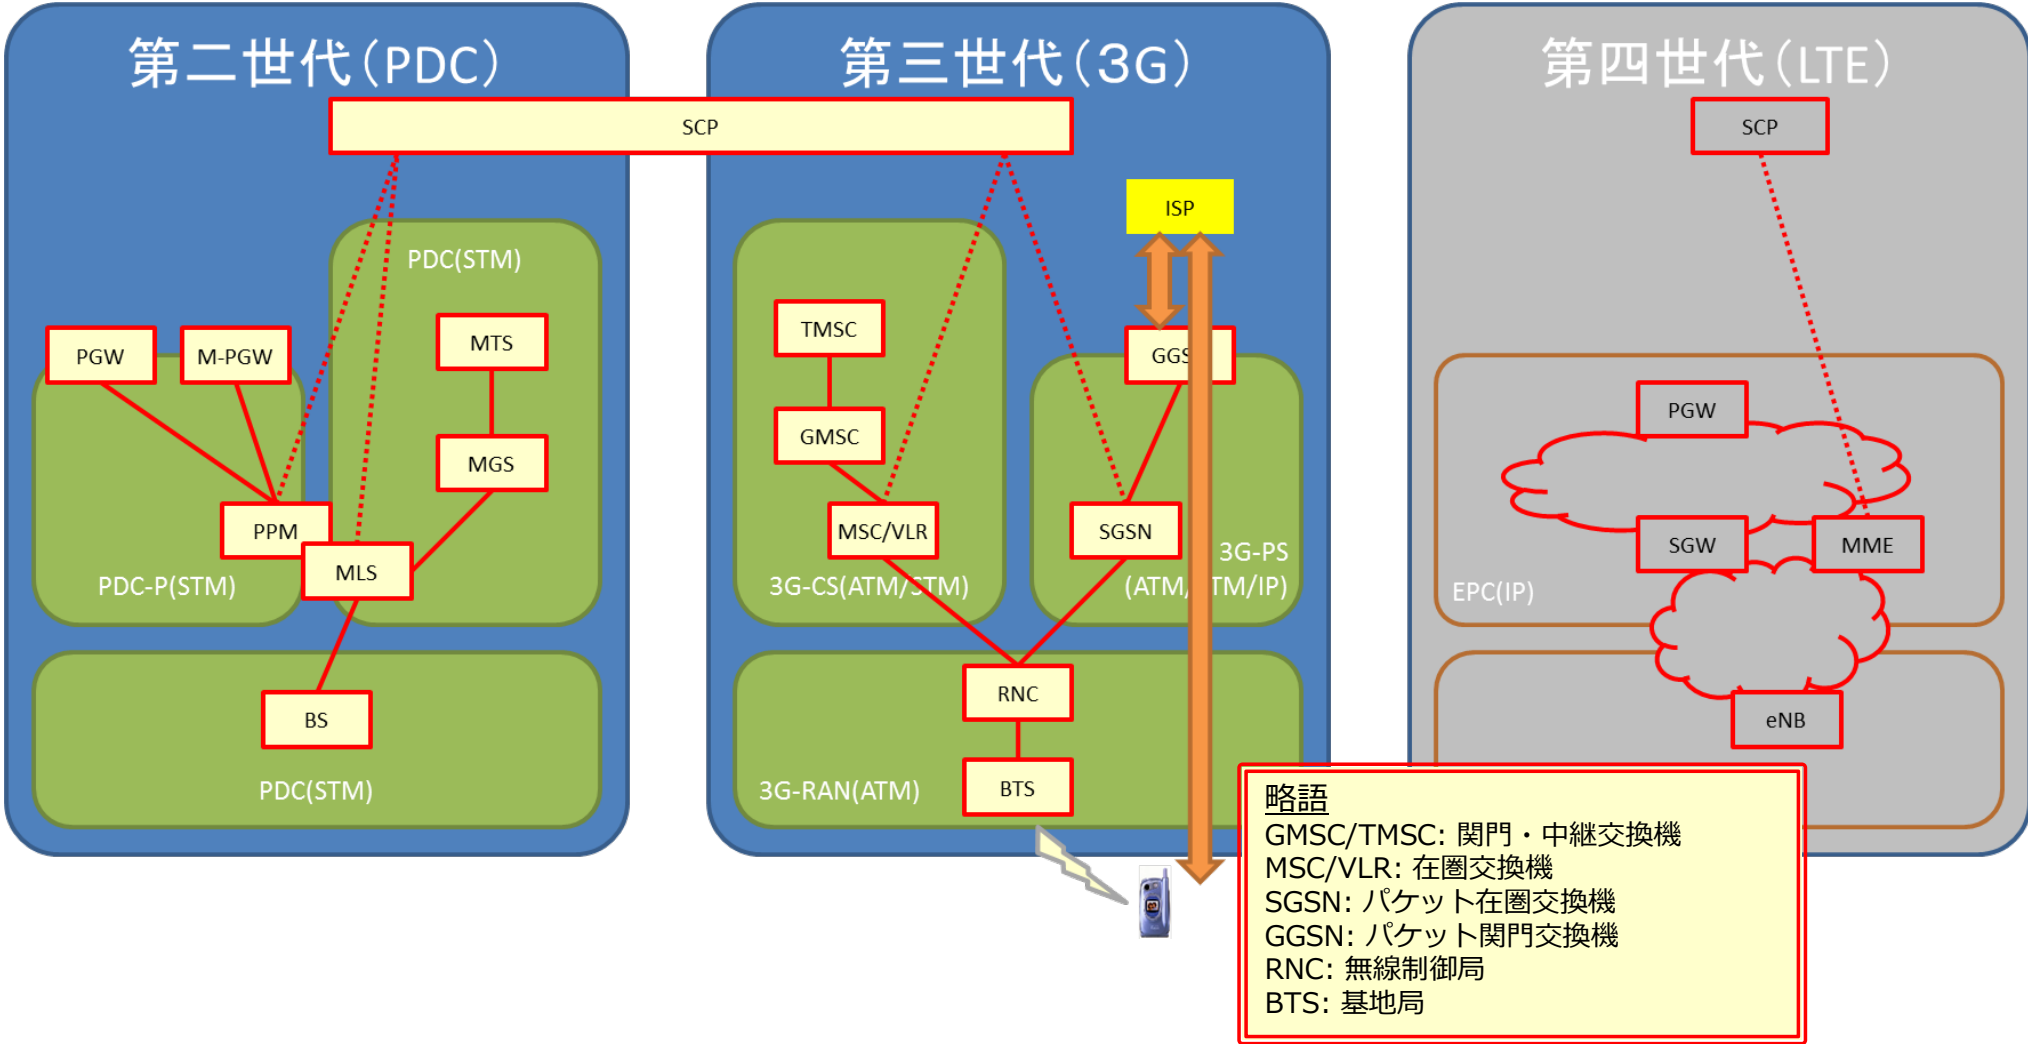 第二世代（PDC）
第三世代（3G）
第四世代（LTE）
SCP
SCP
ISP
PDC(STM)
PGW
M-PGW
MTS
MGS
PPM
MLS
PDC-P(STM)
BS
PDC(STM)
TMSC
GMSC
MSC/VLR
3G-CS(ATM/STM)
GGS
SGSN
3G-PS
(ATM/STM/IP)
RNC
BTS
3G-RAN(ATM)
PGW
SGW
MME
EPC(IP)
eNB
略語
GMSC/TMSC: 関門・中継交換機
MSC/VLR: 在圏交換機
SGSN: パケット在圏交換機
GGSN: パケット関門交換機
RNC: 無線制御局
BTS: 基地局